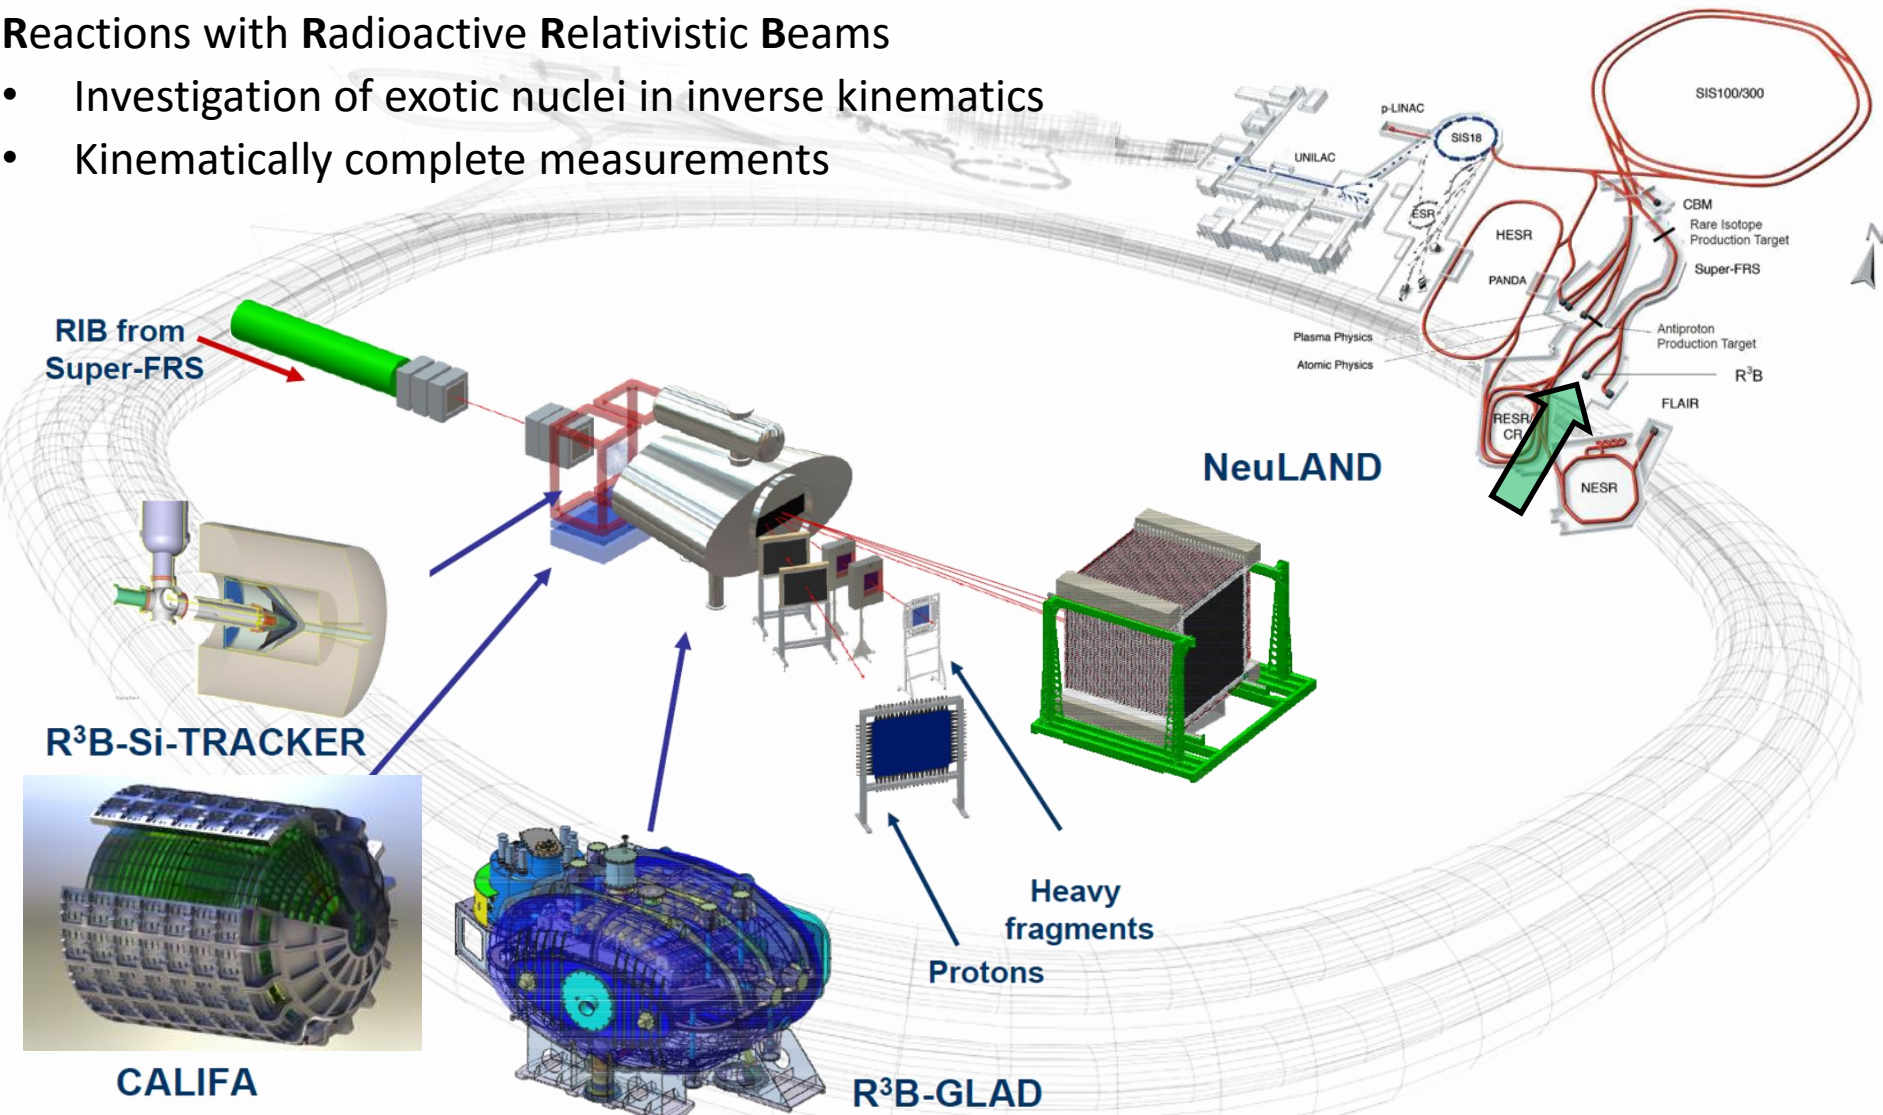 Reactions with Radioactive Relativistic Beams
• Investigation of exotic nuclei in inverse kinematics
• Kinematically complete measurements
SIS100/300
p-LINAC
SIS18
UNILAC
CBM
ESR
Rare Isotope
Production Target
HESR
Super-FRS
PANDA
Plasma Physics
Antiproton
Production Target
Atomic Physics
R³B
FLAIR
RESR/
CR
NESR
RIB from
Super-FRS
NeuLAND
R³B-Si-TRACKER
Heavy
fragments
Protons
CALIFA
R³B-GLAD